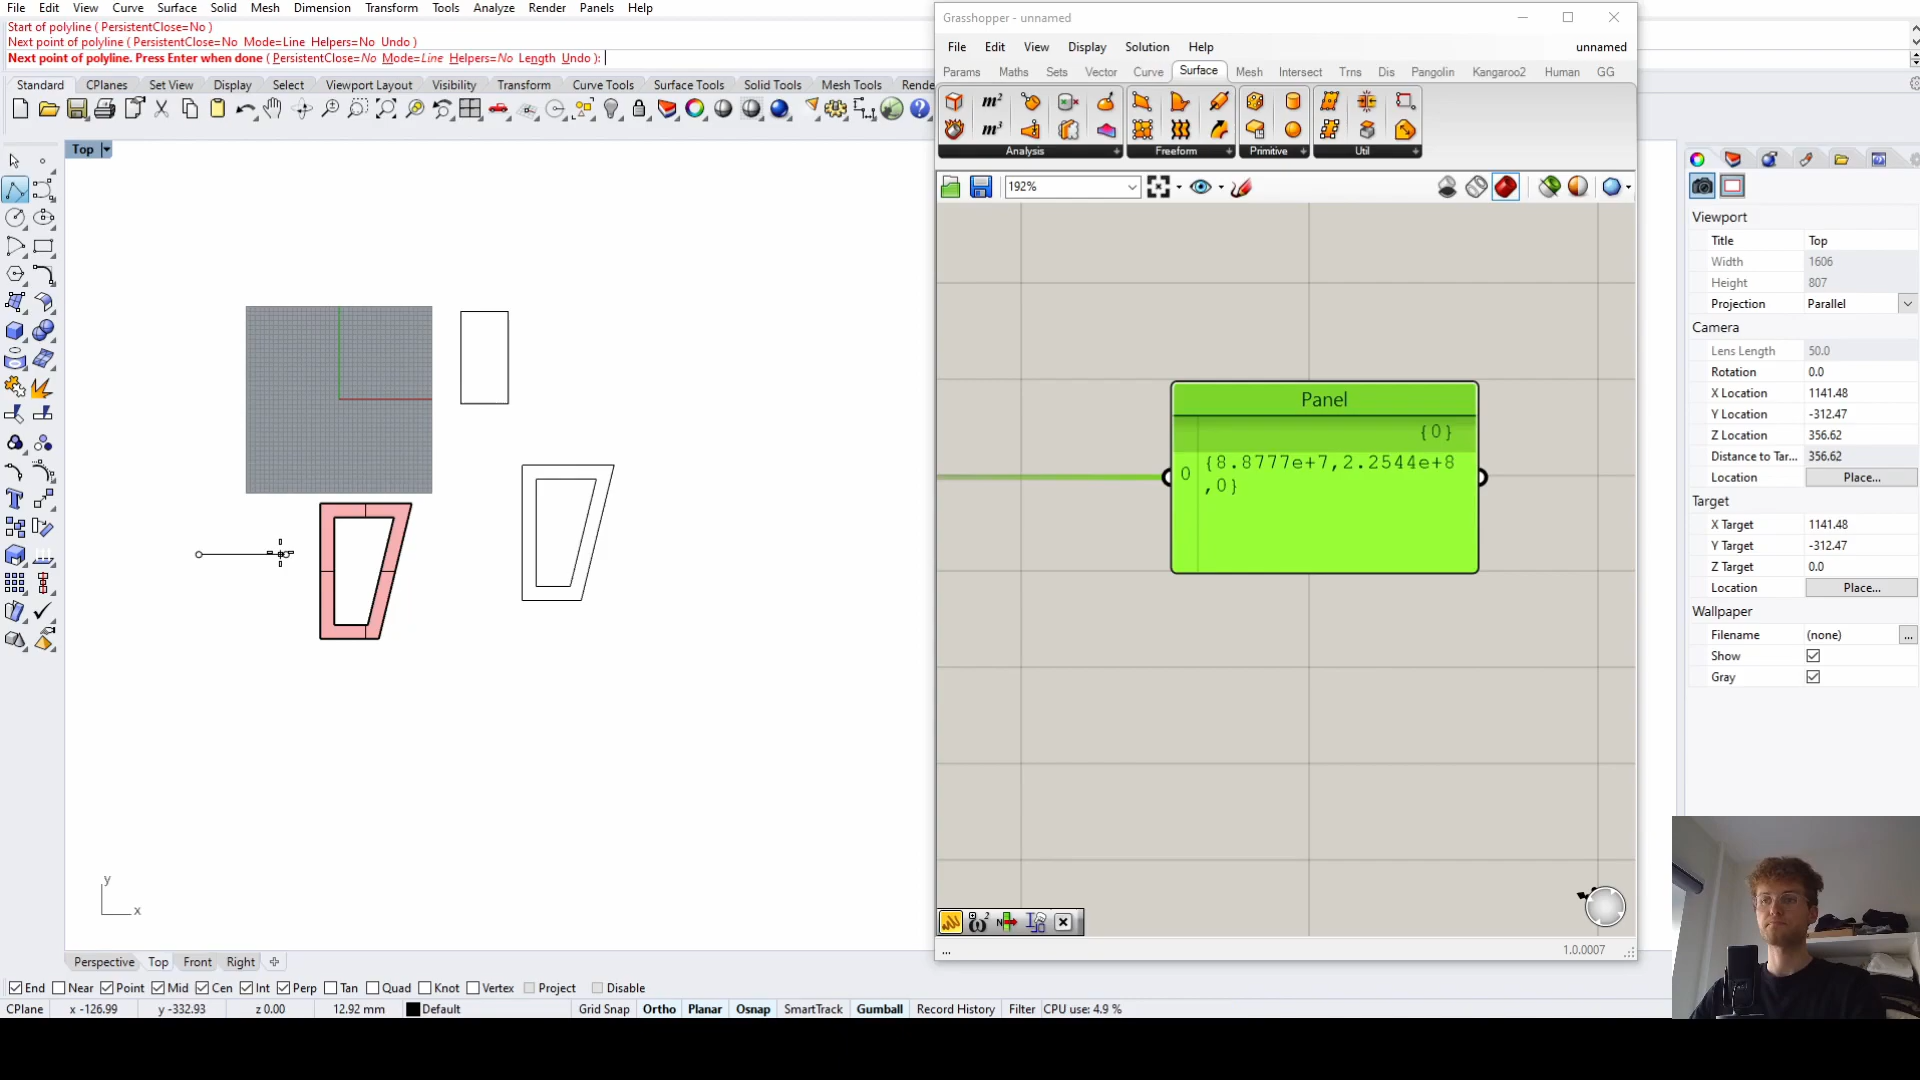 File Edit View Curve Surface Solid Mesh Dimension Transform Tools Analyze Render Panels Help
Start of polyline ( PersistentClose=No )
Next point of polyline ( PersistentClose=No Mode=Line Helpers=No Undo )
Next point of polyline. Press Enter when done ( PersistentClose=No Mode=Line Helpers=No Length Undo ):
Standard CPlanes Set View Display Select Viewport Layout Visibility Transform Curve Tools Surface Tools Solid Tools Mesh Tools Rende
Top
Grasshopper - unnamed
File Edit View Display Solution Help unnamed
Params Maths Sets Vector Curve Surface Mesh Intersect Trns Dis Pangolin Kangaroo2 Human GG
m²
m³
Analysis Freeform Primitive Util
192%
Panel
{0}
0 {8.8777e+7,2.2544e+8
,0}
1.0.0007
...
Viewport
Title Top
Width 1606
Height 807
Projection Parallel
Camera
Lens Length 50.0
Rotation 0.0
X Location 1141.48
Y Location -312.47
Z Location 356.62
Distance to Tar... 356.62
Location Place...
Target
X Target 1141.48
Y Target -312.47
Z Target 0.0
Location Place...
Wallpaper
Filename (none) ...
Show
Gray
y
x
Perspective Top Front Right
End Near Point Mid Cen Int Perp Tan Quad Knot Vertex Project Disable
CPlane x -126.99 y -332.93 z 0.00 12.92 mm Default Grid Snap Ortho Planar Osnap SmartTrack Gumball Record History Filter CPU use: 4.9 %